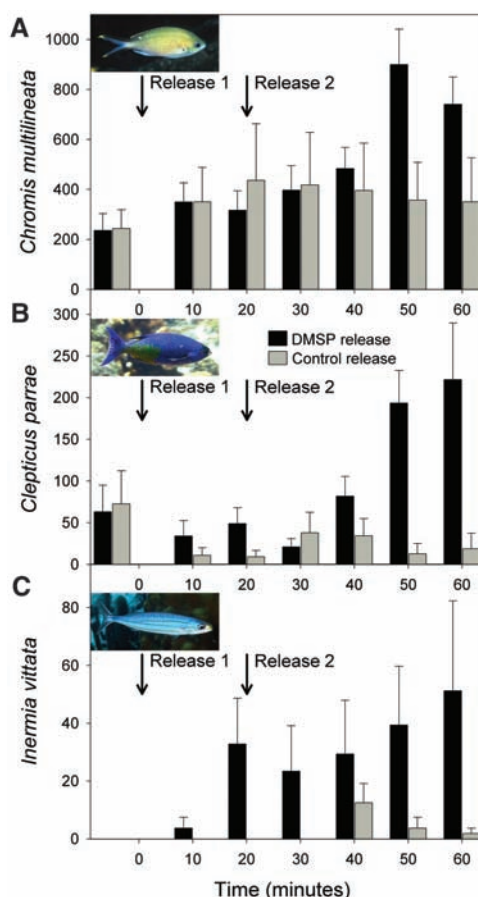 A
Chromis multilineata
1000
800
600
400
200
0
Release 1
Release 2
0 10 20 30 40 50 60
B
Clepticus parrae
300
250
200
150
100
50
0
DMSP release
Control release
Release 1
Release 2
0 10 20 30 40 50 60
C
Inermia vittata
80
60
40
20
0
Release 1
Release 2
0 10 20 30 40 50 60
Time (minutes)